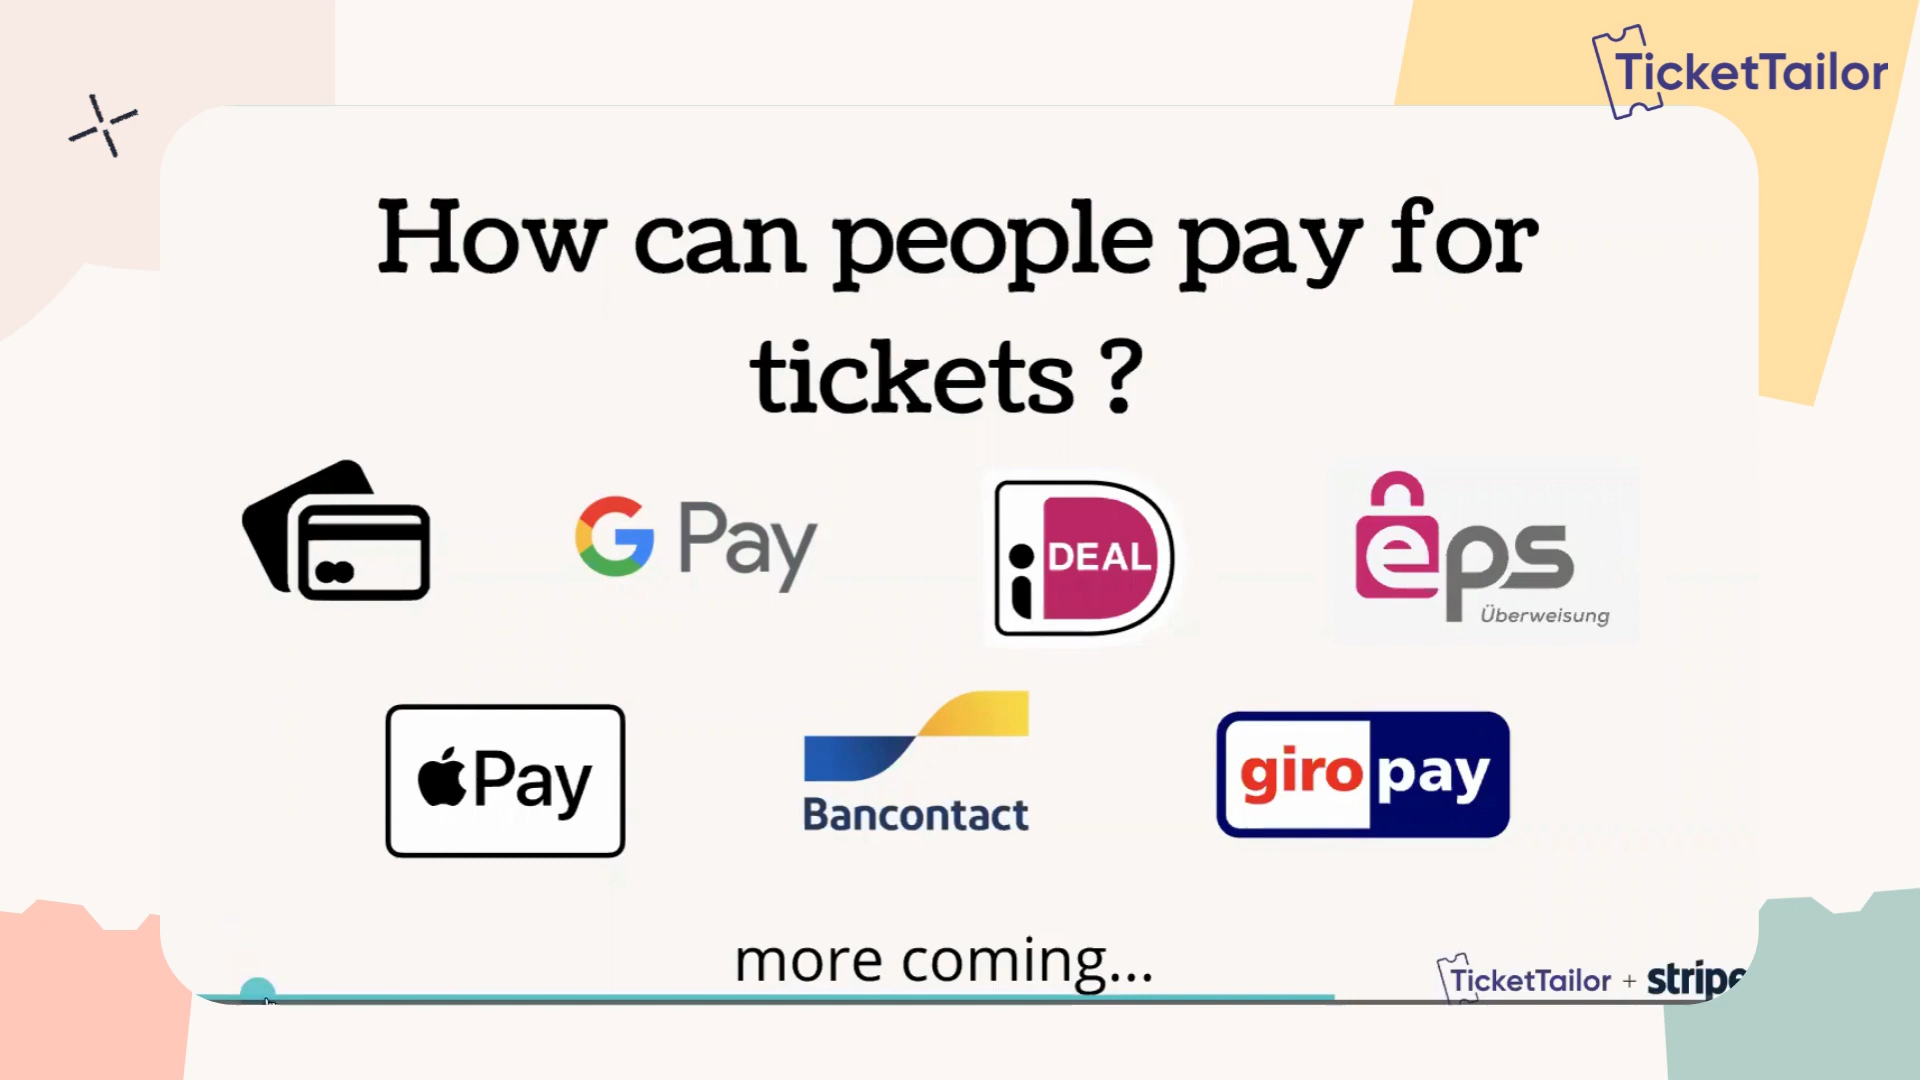 TicketTailor
How can people pay for
tickets ?
G Pay
iDEAL
eps
Überweisung
Pay
Bancontact
giropay
more coming...
TicketTailor + stripe